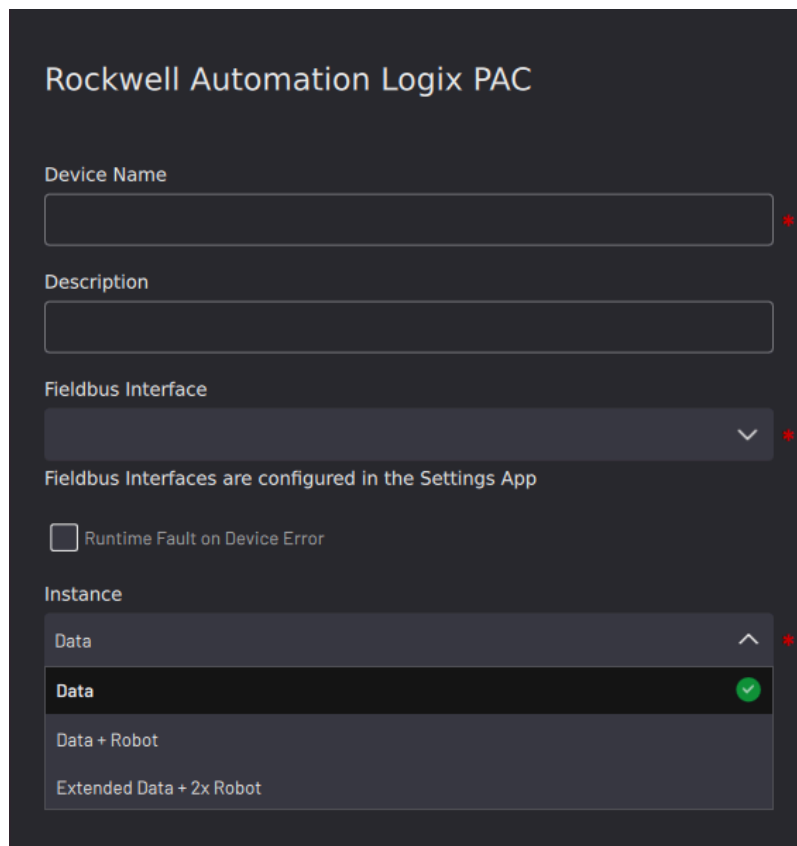 Rockwell Automation Logix PAC
Device Name
*
Description
Fieldbus Interface
*
Fieldbus Interfaces are configured in the Settings App
Runtime Fault on Device Error
Instance
Data
*
Data
Data + Robot
Extended Data + 2x Robot